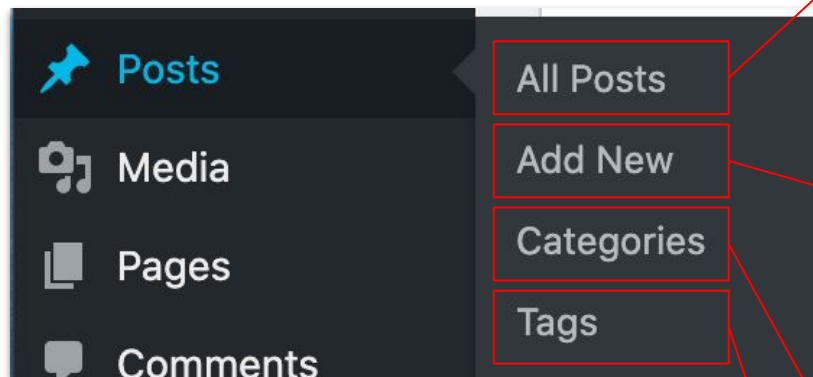 Posts
Media
Pages
Comments
All Posts
Add New
Categories
Tags